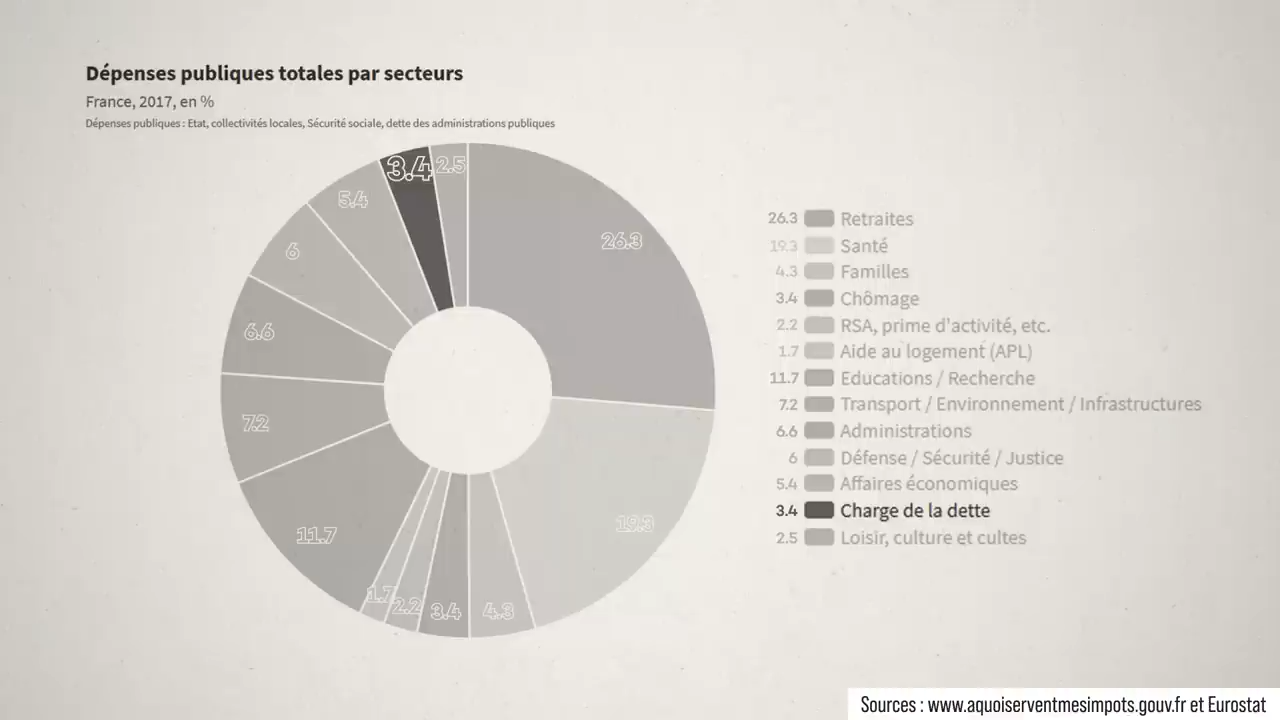 Dépenses publiques totales par secteurs
France, 2017, en %
Dépenses publiques : Etat, collectivités locales, Sécurité sociale, dette des administrations publiques
3.4
2.5
5.4
26.3
6
6.6
7.2
19.3
11.7
1.7
2.2
3.4
4.3
26.3 Retraites
19.3 Santé
4.3 Familles
3.4 Chômage
2.2 RSA, prime d'activité, etc.
1.7 Aide au logement (APL)
11.7 Educations / Recherche
7.2 Transport / Environnement / Infrastructures
6.6 Administrations
6 Défense / Sécurité / Justice
5.4 Affaires économiques
3.4 Charge de la dette
2.5 Loisir, culture et cultes
Sources : www.aquoiserventmesimpots.gouv.fr et Eurostat